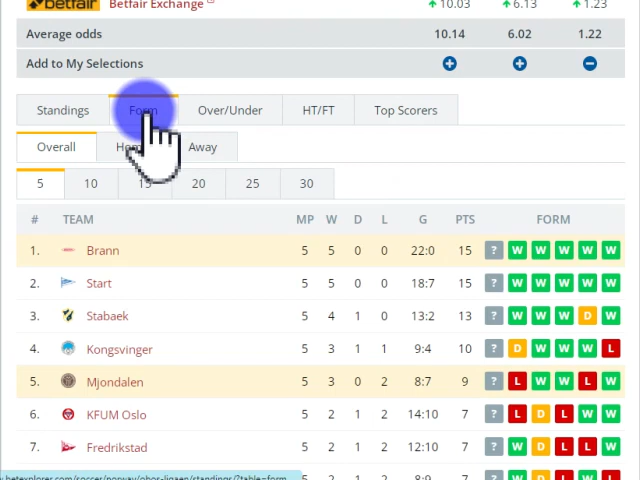 betfair Betfair Exchange 10.03 6.13 1.23
Average odds 10.14 6.02 1.22
Add to My Selections
Standings Form Over/Under HT/FT Top Scorers
Overall Away
5 10 15 20 25 30
# TEAM MP W D L G PTS FORM
1. Brann 5 5 0 0 22:0 15 ? W W W W W
2. Start 5 5 0 0 18:7 15 ? W W W W W
3. Stabaek 5 4 1 0 13:2 13 ? W W W D W
4. Kongsvinger 5 3 1 1 9:4 10 ? D W W W L
5. Mjondalen 5 3 0 2 8:7 9 ? L W W L W
6. KFUM Oslo 5 2 1 2 14:10 7 ? L D L W W
7. Fredrikstad 5 2 1 2 12:10 7 ? W D L L W